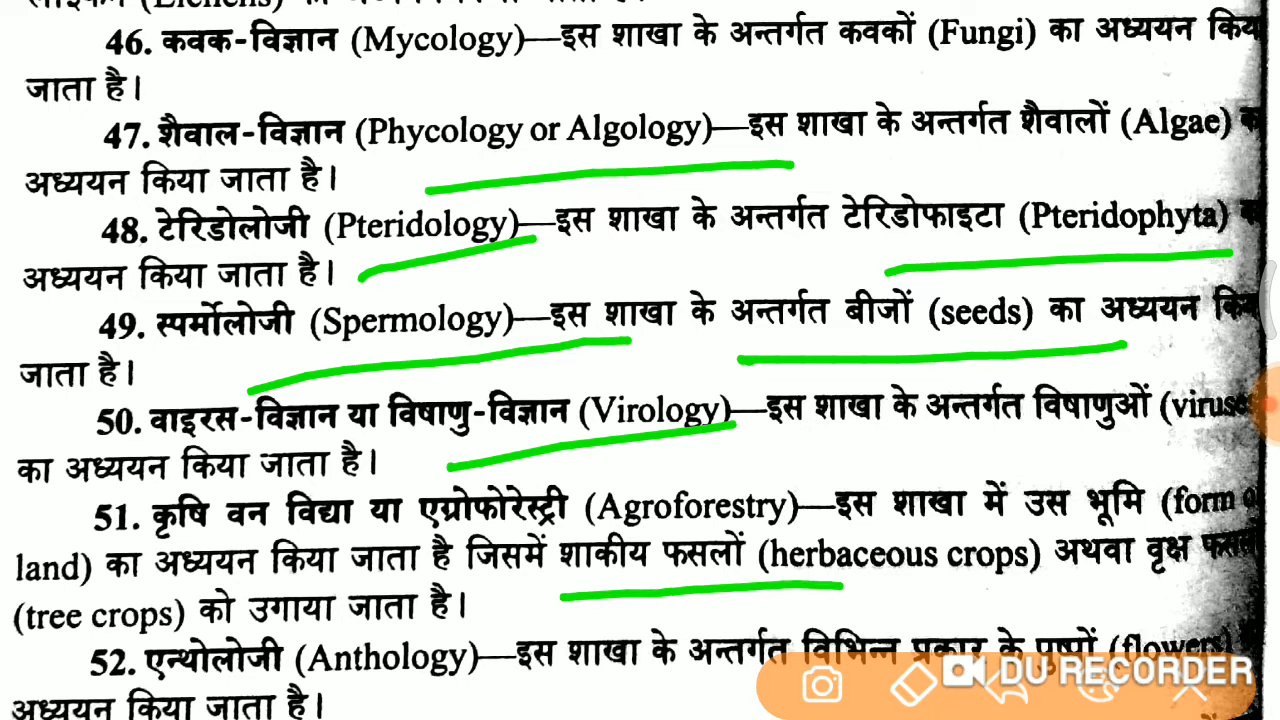 (Elchens)
46. कवक-विज्ञान (Mycology)—इस शाखा के अन्तर्गत कवकों (Fungi) का अध्ययन
जाता है।
47. शैवाल-विज्ञान (Phycology or Algology)—इस शाखा के अन्तर्गत शैवालों (Algae)
अध्ययन किया जाता है।
48. टेरिडोलोजी (Pteridology)—इस शाखा के अन्तर्गत टेरिडोफाइटा (Pteridophyta)
अध्ययन किया जाता है।
49. स्पर्मोलोजी (Spermology)—इस शाखा के अन्तर्गत बीजों (seeds) का अध्ययन
जाता है।
50. वाइरस-विज्ञान या विषाणु-विज्ञान (Virology)—इस शाखा के अन्तर्गत विषाणुओं
का अध्ययन किया जाता है।
51. कृषि वन विद्या या एग्रोफोरेस्ट्री (Agroforestry)—इस शाखा में उस भूमि (form
land) का अध्ययन किया जाता है जिसमें शाकीय फसलों (herbaceous crops) अथवा वृक्ष
(tree crops) को उगाया जाता है।
52. एन्थोलोजी (Anthology)—इस शाखा के अन्तर्गत विभिन्न प्रकार के पुष्पों (flowers)
अध्ययन किया जाता है।
DU RECORDER